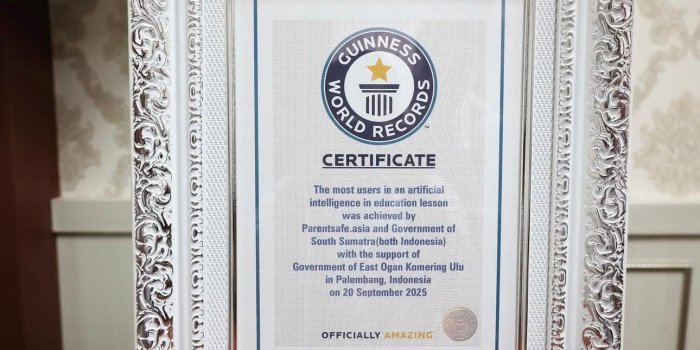 GUINNESS
WORLD RECORDS
™
CERTIFICATE
The most users in an artificial
intelligence in education lesson
was achieved by
Parentsafe.asia and Government of
South Sumatra(both Indonesia)
with the support of
Government of East Ogan Komering Ulu
in Palembang, Indonesia
on 20 September 2025
OFFICIALLY AMAZING